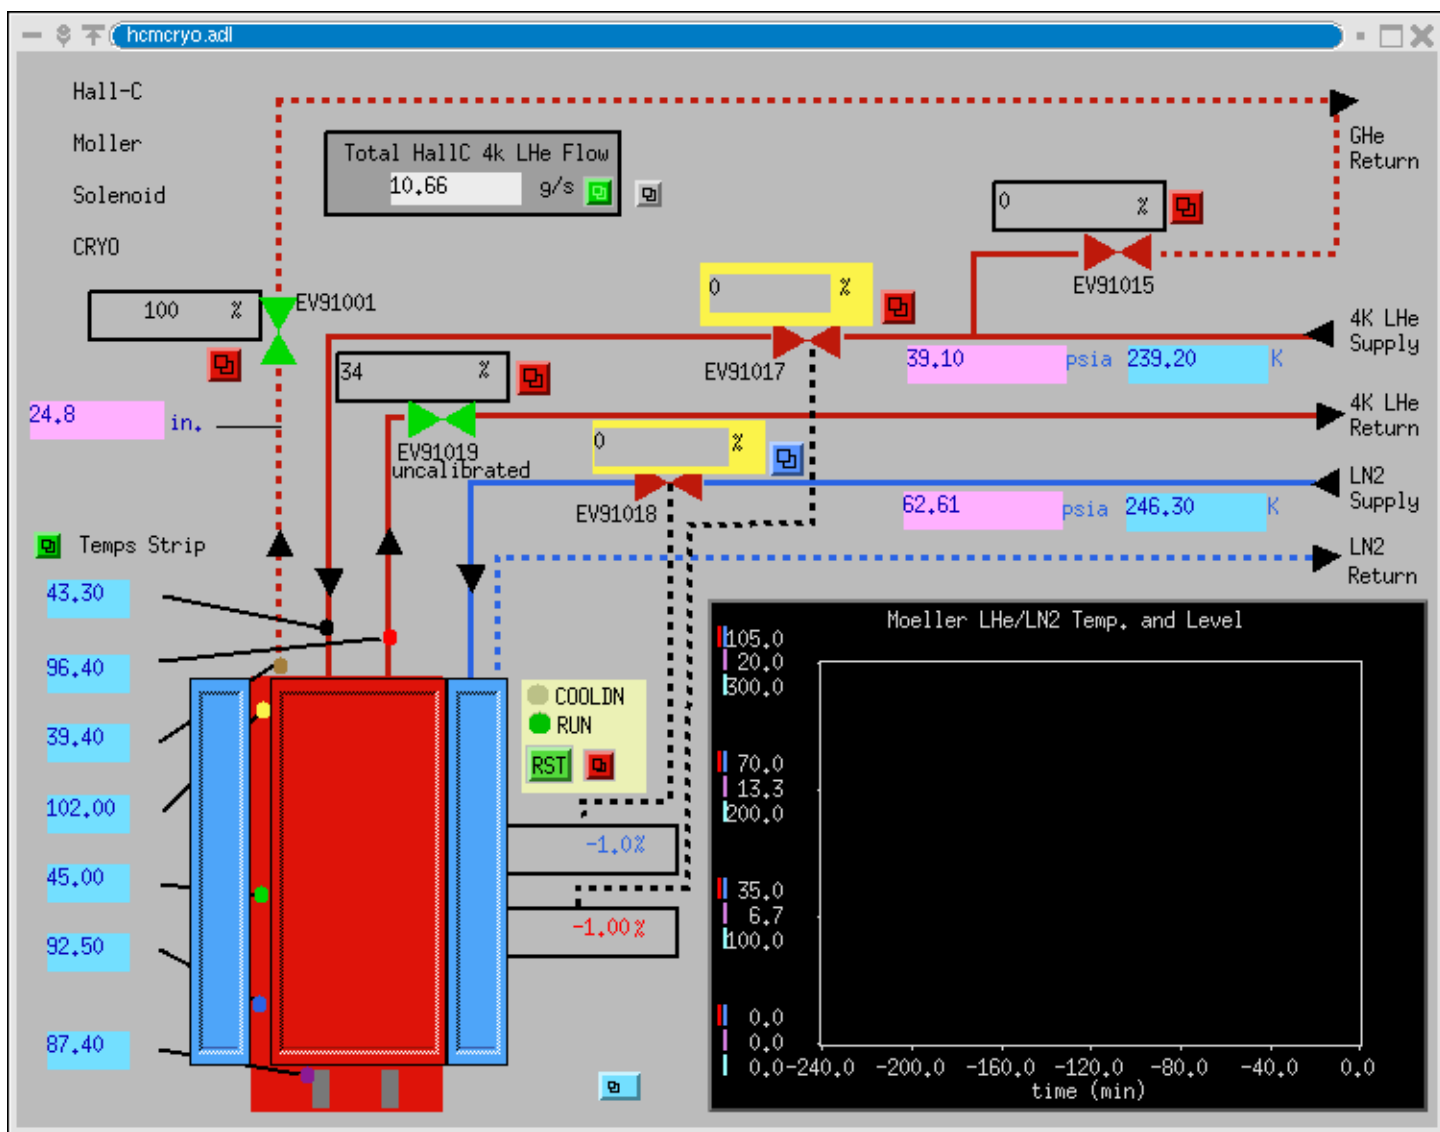 hcmcryo.adl
Hall-C
Moller
Solenoid
CRYO
Total HallC 4k LHe Flow
10.66 g/s
GHe
Return
0 %
EV91015
100 %
EV91001
0 %
EV91017
4K LHe
Supply
39.10 psia 239.20 K
34 %
EV91019
uncalibrated
4K LHe
Return
24.8 in.
0 %
EV91018
LN2
Supply
62.61 psia 246.30 K
LN2
Return
Temps Strip
43.30
96.40
39.40
102.00
45.00
92.50
87.40
COOLDN
RUN
RST
-1.0%
-1.00%
Moeller LHe/LN2 Temp. and Level
105.0
20.0
300.0
70.0
13.3
200.0
35.0
6.7
100.0
0.0
0.0
0.0
-240.0 -200.0 -160.0 -120.0 -80.0 -40.0 0.0
time (min)